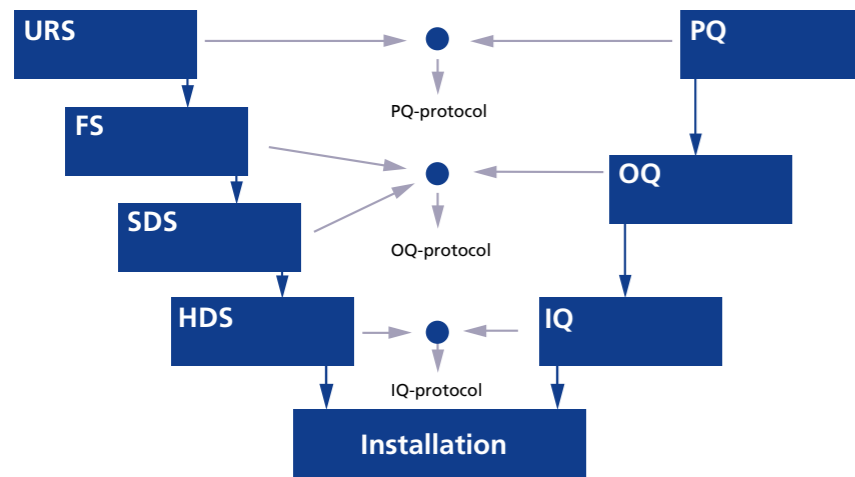 URS
PQ
PQ-protocol
FS
OQ
SDS
OQ-protocol
HDS
IQ
IQ-protocol
Installation